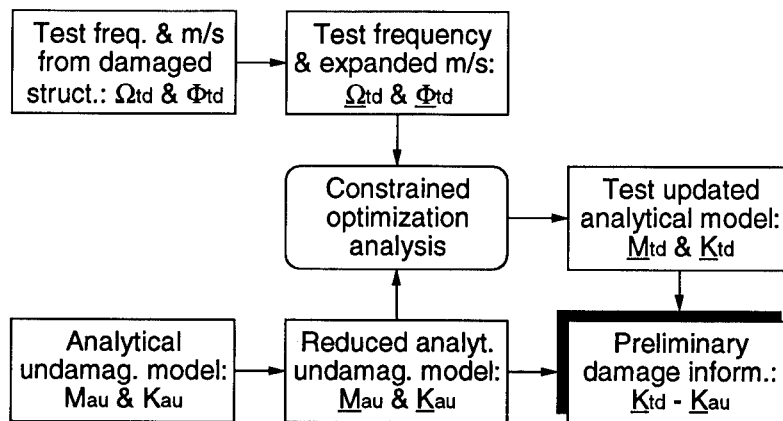 Test freq. & m/s
from damaged
struct.: Ωtd & Φtd
Test frequency
& expanded m/s:
Ωtd & Φtd
Constrained
optimization
analysis
Test updated
analytical model:
Mtd & Ktd
Analytical
undamag. model:
Mau & Kau
Reduced analyt.
undamag. model:
Mau & Kau
Preliminary
damage inform.:
Ktd - Kau